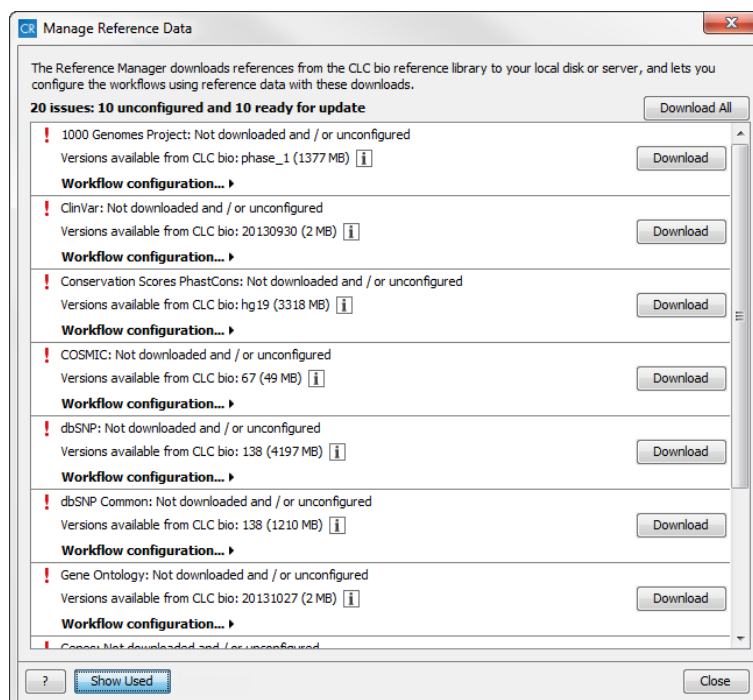 CR Manage Reference Data
The Reference Manager downloads references from the CLC bio reference library to your local disk or server, and lets you
configure the workflows using reference data with these downloads.
20 issues: 10 unconfigured and 10 ready for update
Download All
! 1000 Genomes Project: Not downloaded and / or unconfigured
Versions available from CLC bio: phase_1 (1377 MB) i
Download
Workflow configuration...
! ClinVar: Not downloaded and / or unconfigured
Versions available from CLC bio: 20130930 (2 MB) i
Download
Workflow configuration...
! Conservation Scores PhastCons: Not downloaded and / or unconfigured
Versions available from CLC bio: hg19 (3318 MB) i
Download
Workflow configuration...
! COSMIC: Not downloaded and / or unconfigured
Versions available from CLC bio: 67 (49 MB) i
Download
Workflow configuration...
! dbSNP: Not downloaded and / or unconfigured
Versions available from CLC bio: 138 (4197 MB) i
Download
Workflow configuration...
! dbSNP Common: Not downloaded and / or unconfigured
Versions available from CLC bio: 138 (1210 MB) i
Download
Workflow configuration...
! Gene Ontology: Not downloaded and / or unconfigured
Versions available from CLC bio: 20131027 (2 MB) i
Download
Workflow configuration...
! Genes: Not downloaded and / or unconfigured
? Show Used Close